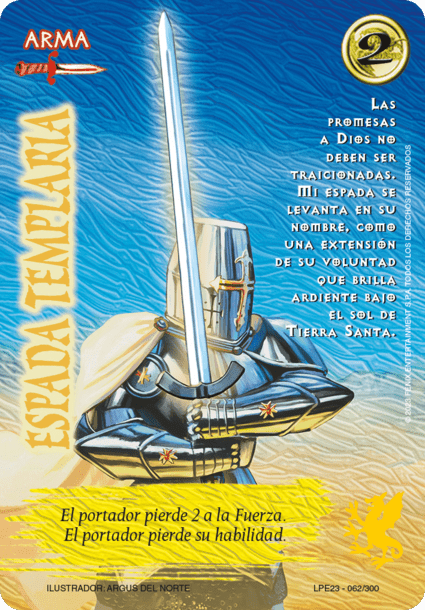 ARMA
2
ESPADA TEMPLARIA
Las
promesas
a Dios no
deben ser
traicionadas.
Mi espada se
levanta en su
nombre, como
una extensión
de su voluntad
que brilla
ardiente bajo
el sol de
Tierra Santa.
FENIX ENTERTAINMENT S.P.A. TODOS LOS DERECHOS RESERVADOS
El portador pierde 2 a la Fuerza.
El portador pierde su habilidad.
ILUSTRADOR: ARGUS DEL NORTE
LPE23 - 062/300